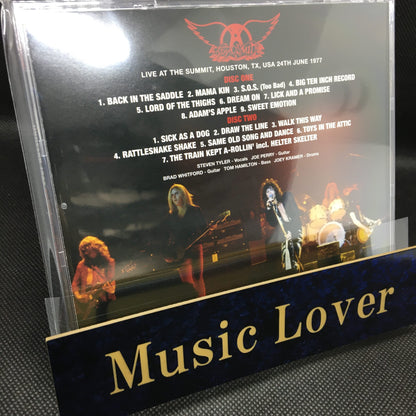 AEROSMITH
LIVE AT THE SUMMIT, HOUSTON, TX, USA 24TH JUNE 1977
DISC ONE
1. BACK IN THE SADDLE 2. MAMA KIN 3. S.O.S. (Too Bad) 4. BIG TEN INCH RECORD
5. LORD OF THE THIGHS 6. DREAM ON 7. LICK AND A PROMISE
8. ADAM'S APPLE 9. SWEET EMOTION
DISC TWO
1. SICK AS A DOG 2. DRAW THE LINE 3. WALK THIS WAY
4. RATTLESNAKE SHAKE 5. SAME OLD SONG AND DANCE 6. TOYS IN THE ATTIC
7. THE TRAIN KEPT A-ROLLIN' Incl. HELTER SKELTER
STEVEN TYLER - Vocals JOE PERRY - Guitar
BRAD WHITFORD - Guitar TOM HAMILTON - Bass JOEY KRAMER - Drums
Music Lover